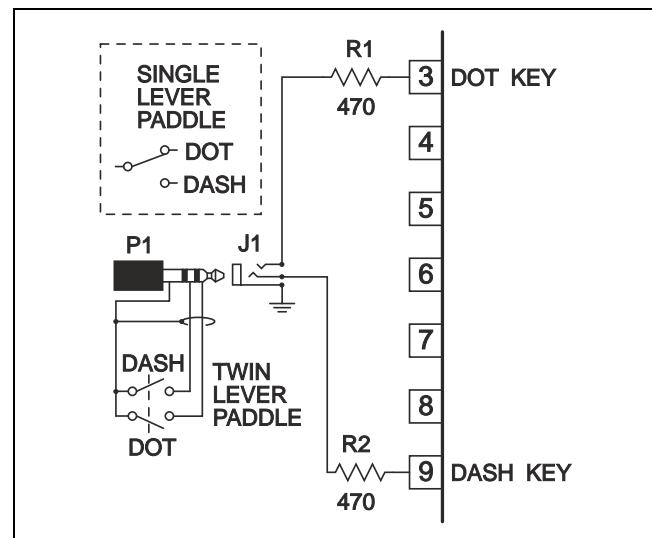 SINGLE
LEVER
PADDLE
DOT
DASH
R1
470
3 DOT KEY
4
5
6
7
8
P1
J1
DASH
DOT
TWIN
LEVER
PADDLE
R2
470
9 DASH KEY